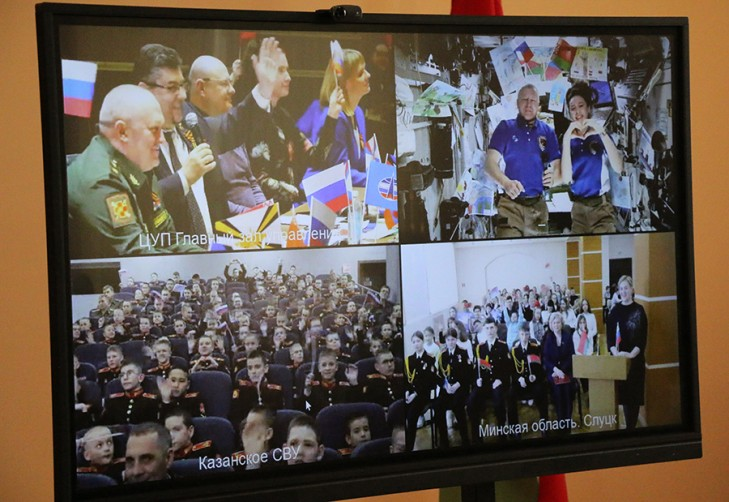 ЦУП Главный зал управления
Казанское СВУ
Минская область. Слуцк